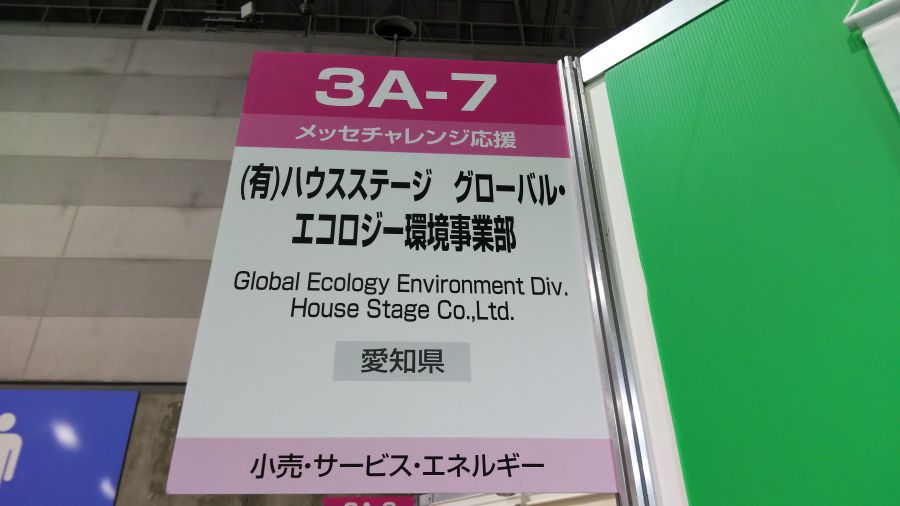 3A-7
メッセチャレンジ応援
(有)ハウスステージ グローバル・
エコロジー環境事業部
Global Ecology Environment Div.
House Stage Co.,Ltd.
愛知県
小売・サービス・エネルギー